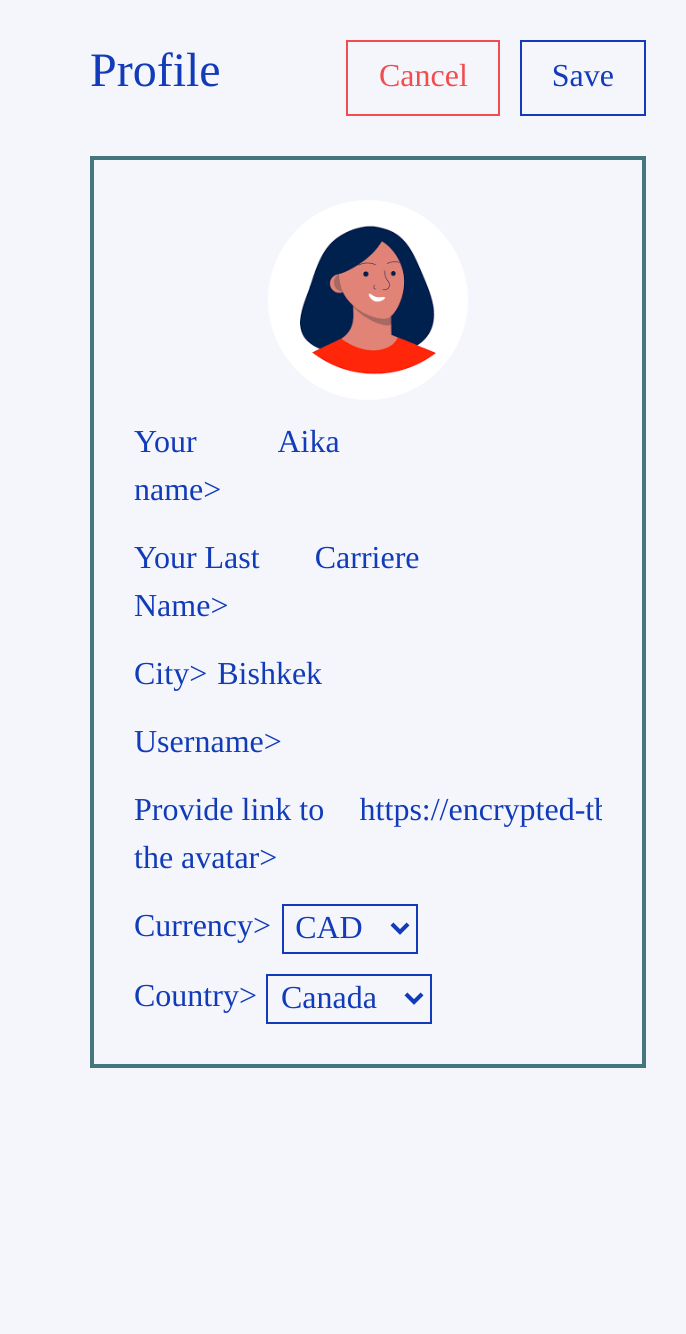 Profile Cancel Save
Your Aika
name>
Your Last Carriere
Name>
City> Bishkek
Username>
Provide link to https://encrypted-
the avatar>
Currency> CAD
Country> Canada